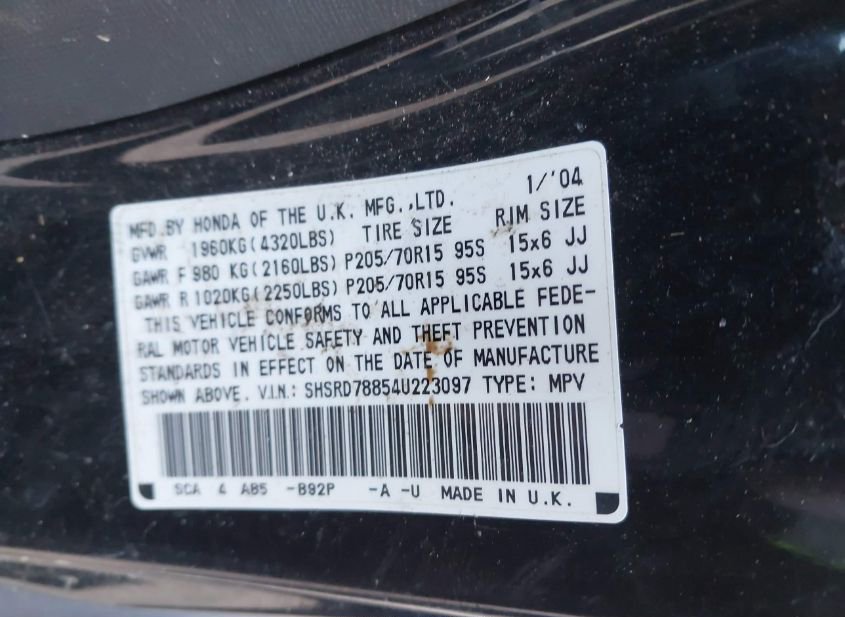 MFD.BY HONDA OF THE U.K. MFG.,LTD. 1/'04
GVWR 1960KG(4320LBS) TIRE SIZE RIM SIZE
GAWR F 980 KG(2160LBS) P205/70R15 95S 15x6 JJ
GAWR R 1020KG(2250LBS) P205/70R15 95S 15x6 JJ
THIS VEHICLE CONFORMS TO ALL APPLICABLE FEDE-
RAL MOTOR VEHICLE SAFETY AND THEFT PREVENTION
STANDARDS IN EFFECT ON THE DATE OF MANUFACTURE
SHOWN ABOVE. V.I.N.: SHSRD78854U223097 TYPE: MPV
SCA 4 AB5 -B92P -A -U MADE IN U.K.